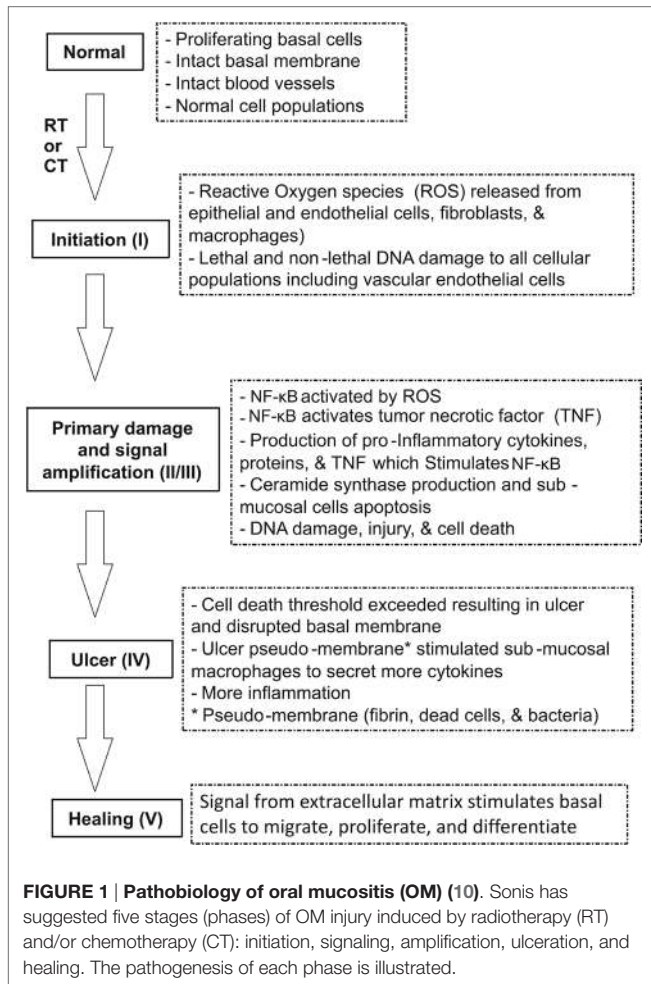 Normal
- Proliferating basal cells
- Intact basal membrane
- Intact blood vessels
- Normal cell populations
RT
or
CT
Initiation (I)
- Reactive Oxygen species (ROS) released from
epithelial and endothelial cells, fibroblasts, &
macrophages)
- Lethal and non-lethal DNA damage to all cellular
populations including vascular endothelial cells
Primary damage
and signal
amplification (II/III)
- NF-κB activated by ROS
- NF-κB activates tumor necrotic factor (TNF)
- Production of pro-Inflammatory cytokines,
proteins, & TNF which Stimulates NF-κB
- Ceramide synthase production and sub-
mucosal cells apoptosis
- DNA damage, injury, & cell death
Ulcer (IV)
- Cell death threshold exceeded resulting in ulcer
and disrupted basal membrane
- Ulcer pseudo-membrane* stimulated sub-mucosal
macrophages to secret more cytokines
- More inflammation
* Pseudo-membrane (fibrin, dead cells, & bacteria)
Healing (V)
Signal from extracellular matrix stimulates basal
cells to migrate, proliferate, and differentiate
FIGURE 1 | Pathobiology of oral mucositis (OM) (10). Sonis has
suggested five stages (phases) of OM injury induced by radiotherapy (RT)
and/or chemotherapy (CT): initiation, signaling, amplification, ulceration, and
healing. The pathogenesis of each phase is illustrated.